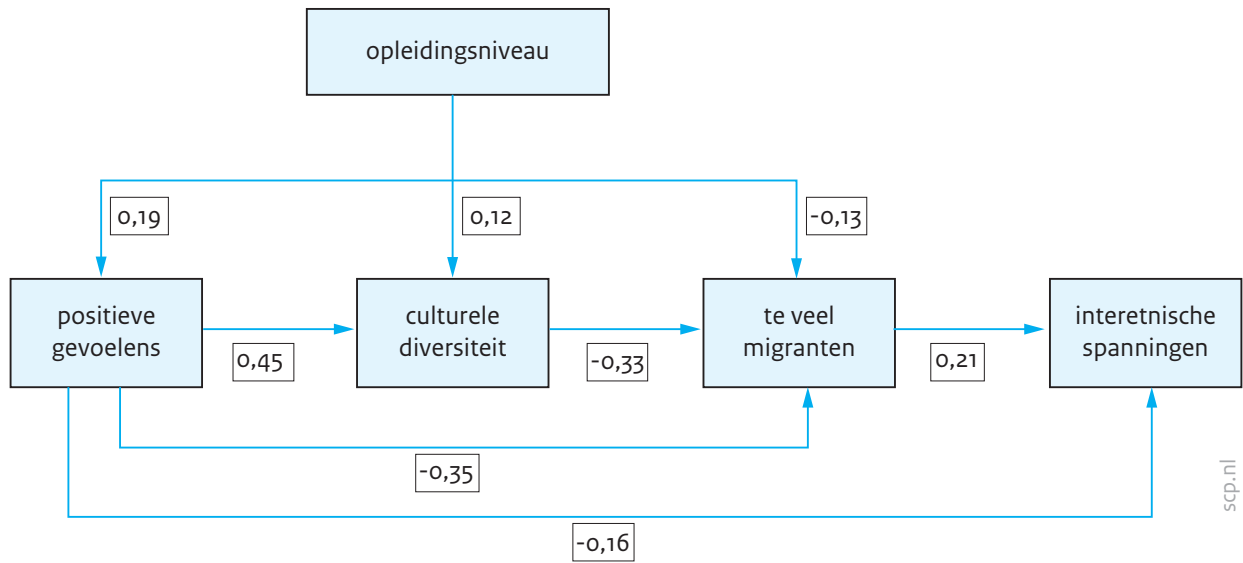 opleidingsniveau
0,19
0,12
-0,13
positieve
gevoelens
culturele
diversiteit
te veel
migranten
interetnische
spanningen
0,45
-0,33
0,21
-0,35
-0,16
scp.nl